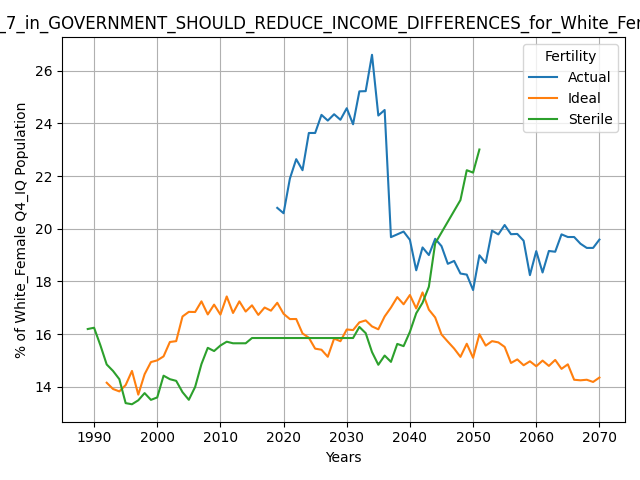 _7_in_GOVERNMENT_SHOULD_REDUCE_INCOME_DIFFERENCES_for_White_Fe
Fertility
Actual
Ideal
Sterile
% of White_Female Q4_IQ Population
26
24
22
20
18
16
14
1990 2000 2010 2020 2030 2040 2050 2060 2070
Years